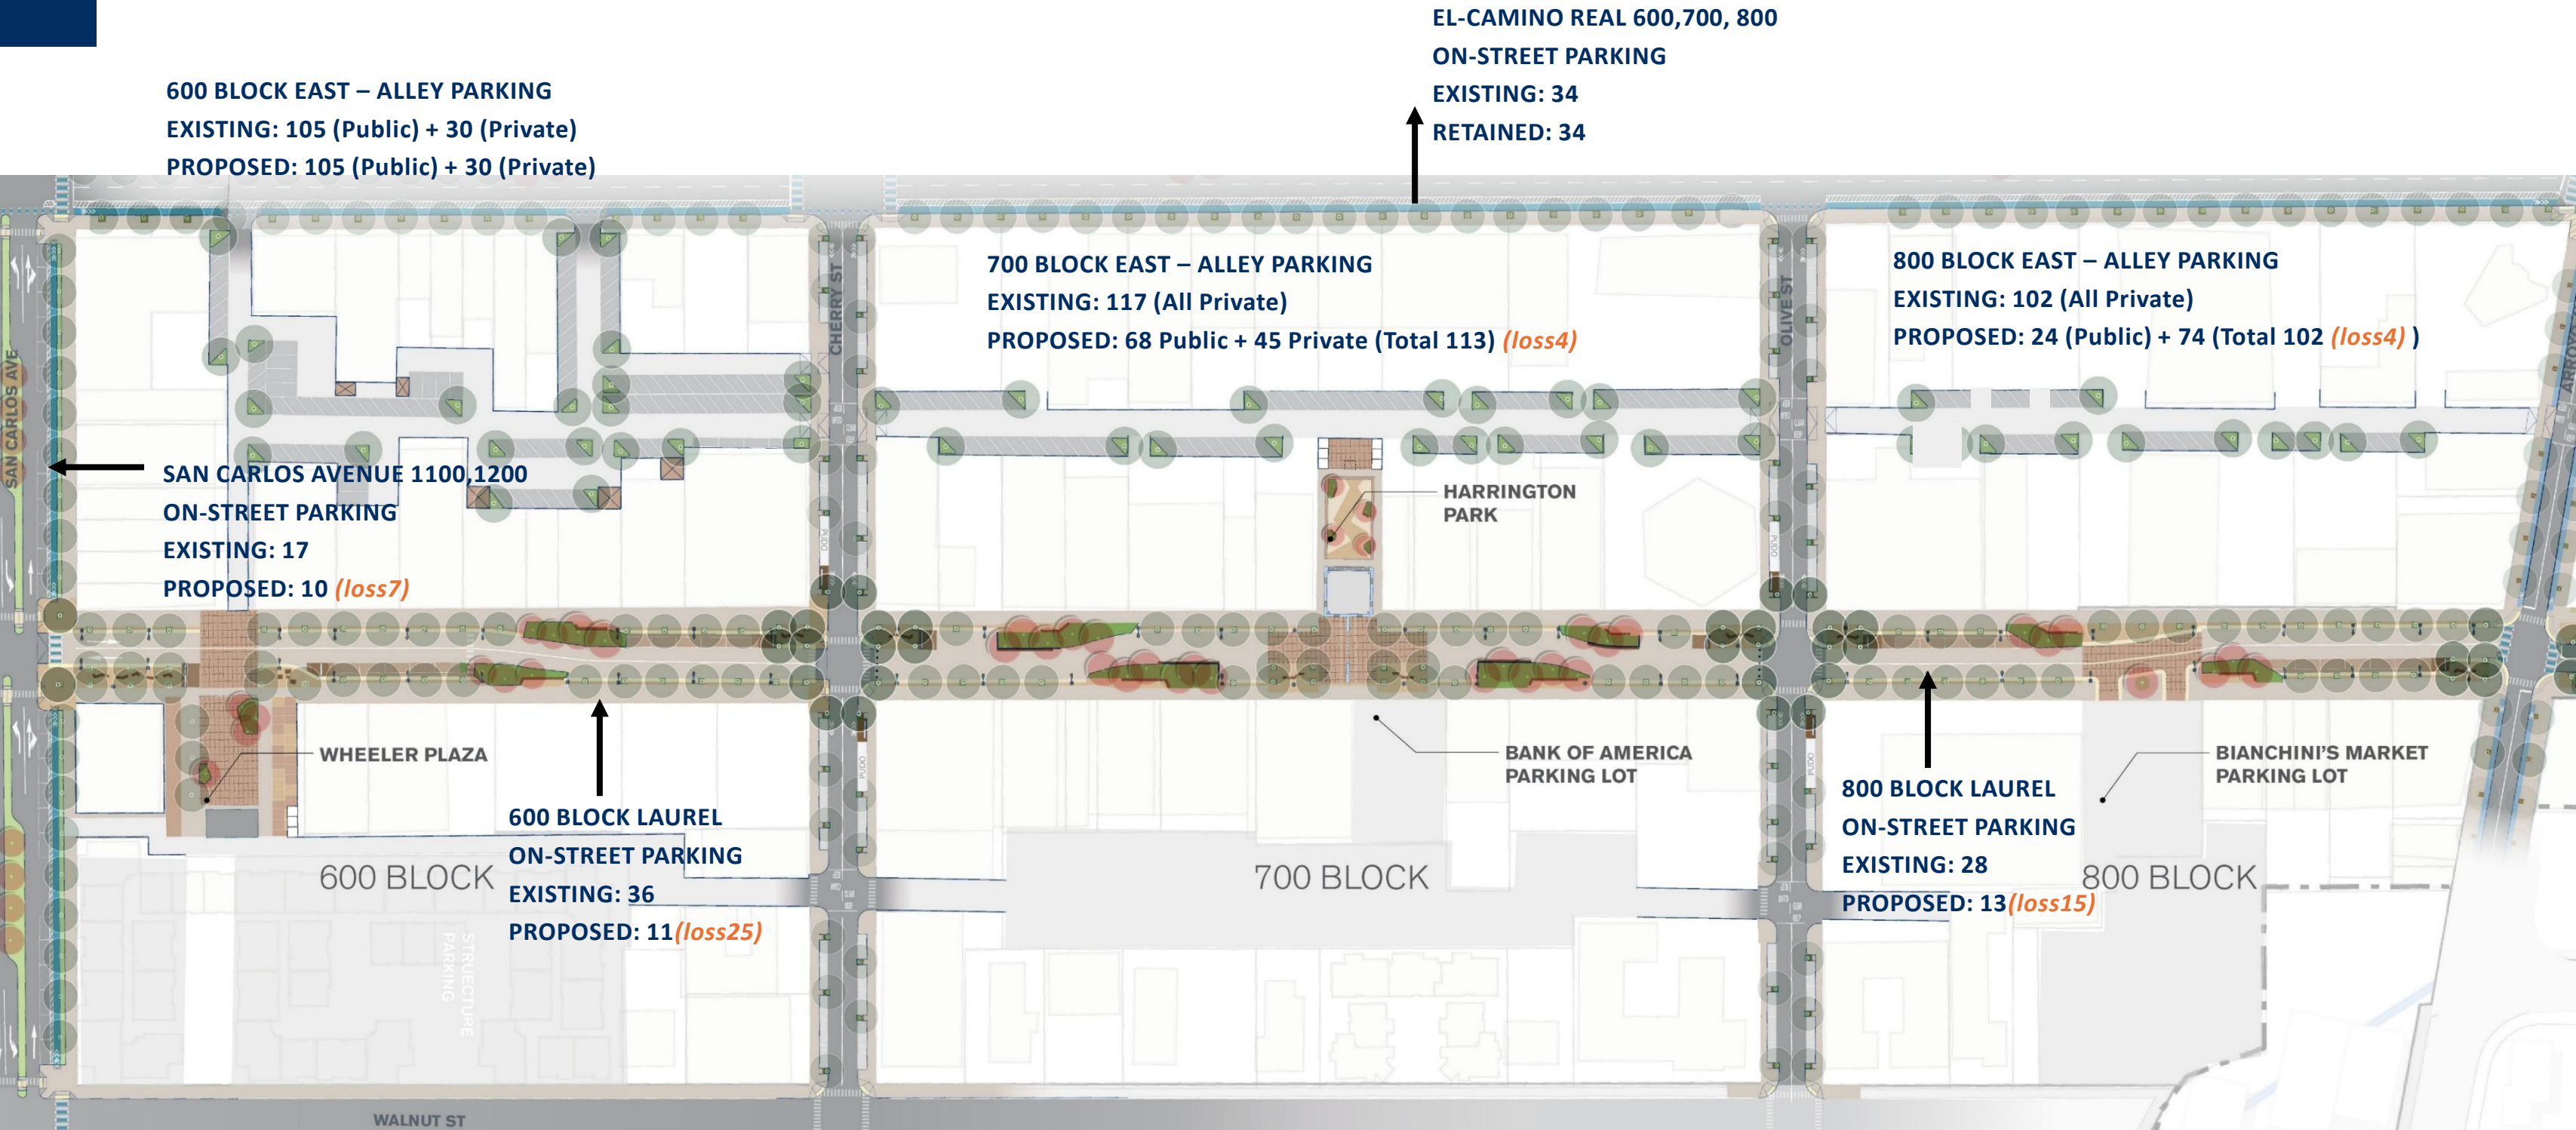 EL-CAMINO REAL 600,700, 800
ON-STREET PARKING
EXISTING: 34
RETAINED: 34
600 BLOCK EAST – ALLEY PARKING
EXISTING: 105 (Public) + 30 (Private)
PROPOSED: 105 (Public) + 30 (Private)
700 BLOCK EAST – ALLEY PARKING
EXISTING: 117 (All Private)
PROPOSED: 68 Public + 45 Private (Total 113) (loss4)
800 BLOCK EAST – ALLEY PARKING
EXISTING: 102 (All Private)
PROPOSED: 24 (Public) + 74 (Total 102 (loss4) )
SAN CARLOS AVE
CHERRY ST
OLIVE ST
SAN CARLOS AVENUE 1100,1200
ON-STREET PARKING
EXISTING: 17
PROPOSED: 10 (loss7)
HARRINGTON
PARK
PUDO
PUDO
WHEELER PLAZA
BANK OF AMERICA
PARKING LOT
BIANCHINI'S MARKET
PARKING LOT
PUDO
PUDO
600 BLOCK LAUREL
ON-STREET PARKING
EXISTING: 36
PROPOSED: 11(loss25)
800 BLOCK LAUREL
ON-STREET PARKING
EXISTING: 28
PROPOSED: 13(loss15)
600 BLOCK
700 BLOCK
800 BLOCK
STRUECTURE
PARKING
WALNUT ST